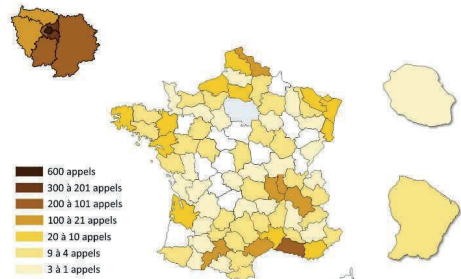 600 appels
300 à 201 appels
200 à 101 appels
100 à 21 appels
20 à 10 appels
9 à 4 appels
3 à 1 appels